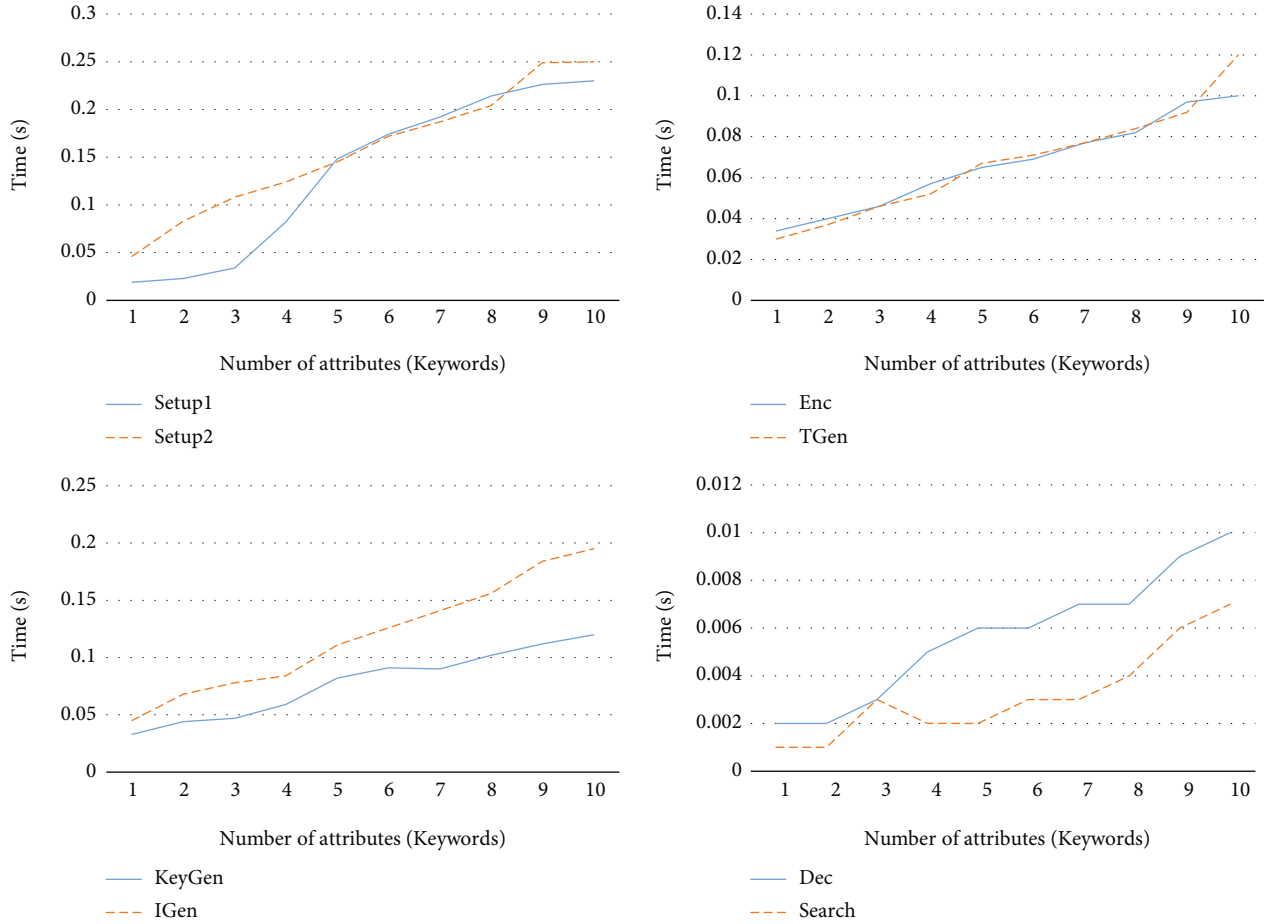 0.3
0.25
0.2
0.15
0.1
0.05
0
Time (s)
1 2 3 4 5 6 7 8 9 10
Number of attributes (Keywords)
Setup1
Setup2
0.14
0.12
0.1
0.08
0.06
0.04
0.02
0
Time (s)
1 2 3 4 5 6 7 8 9 10
Number of attributes (Keywords)
Enc
TGen
0.25
0.2
0.15
0.1
0.05
0
Time (s)
1 2 3 4 5 6 7 8 9 10
Number of attributes (Keywords)
KeyGen
IGen
0.012
0.01
0.008
0.006
0.004
0.002
0
Time (s)
1 2 3 4 5 6 7 8 9 10
Number of attributes (Keywords)
Dec
Search